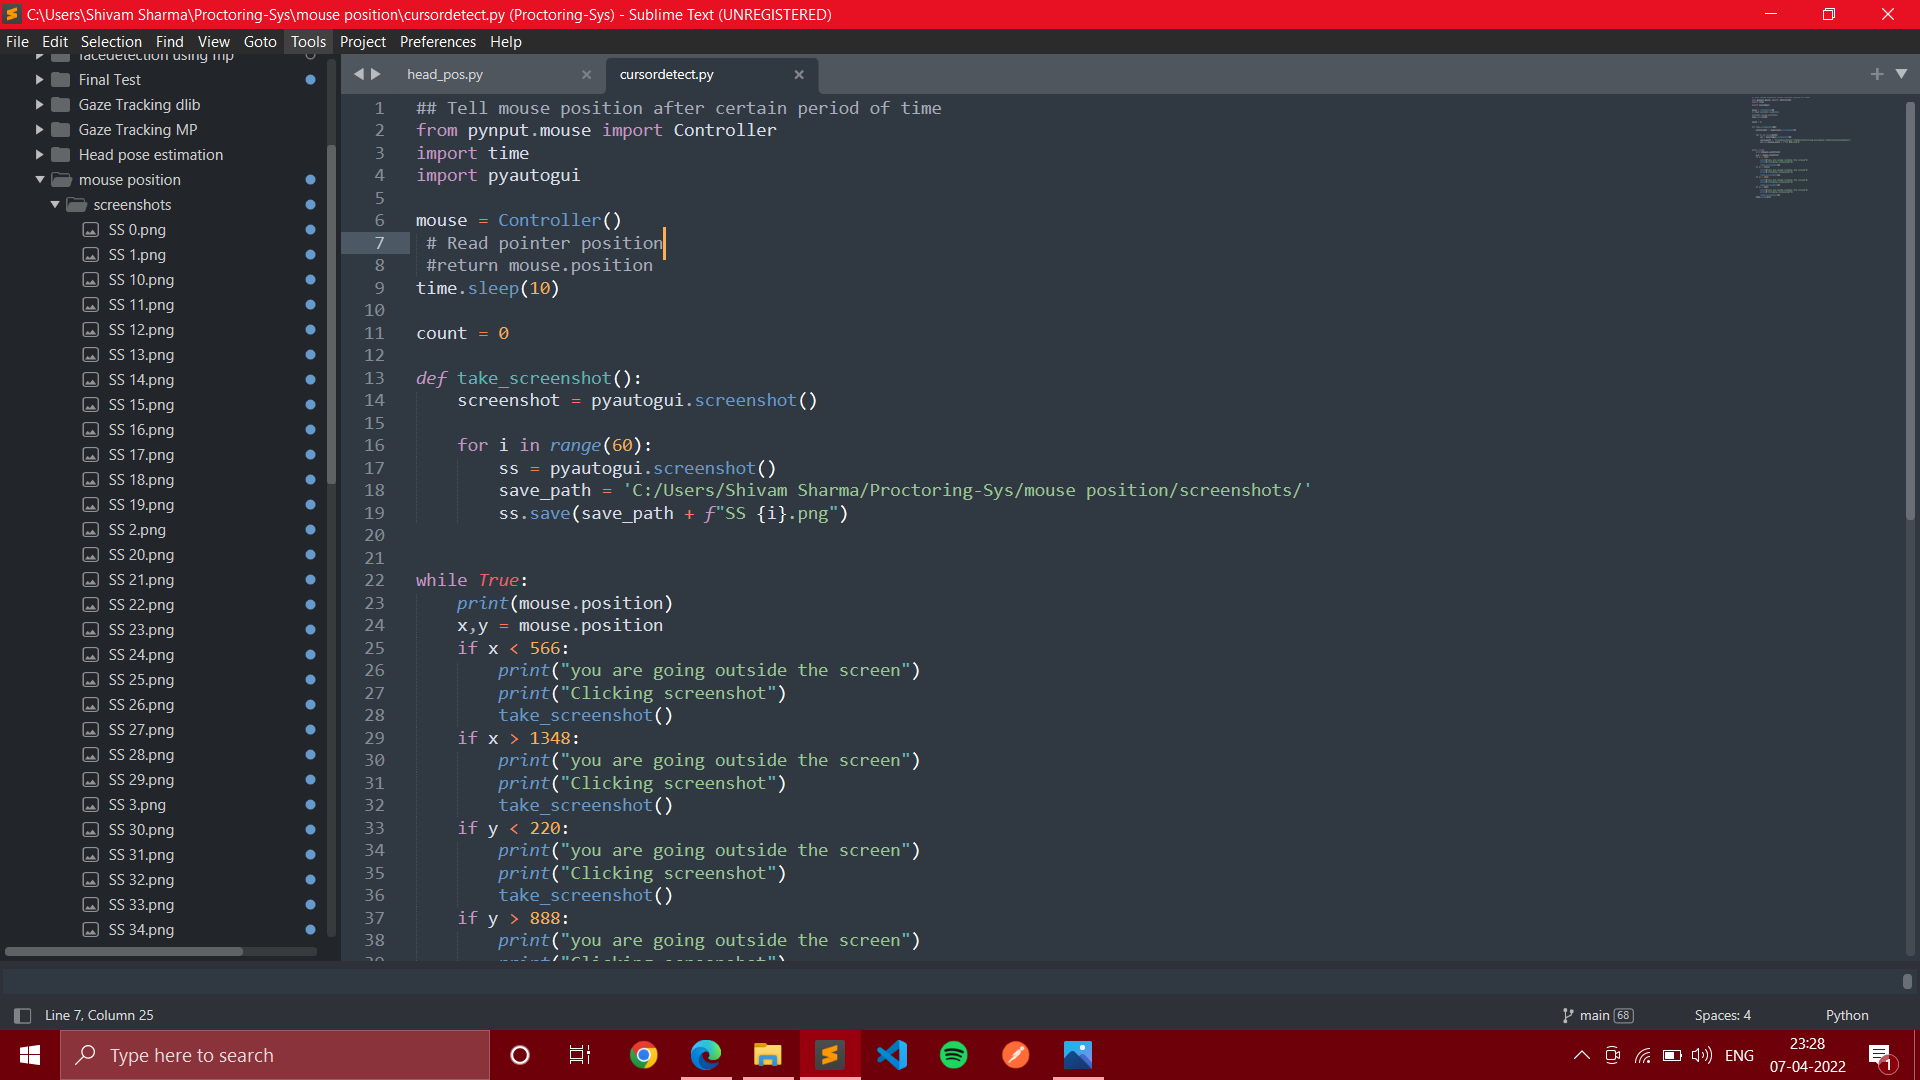 C:\Users\Shivam Sharma\Proctoring-Sys\mouse position\cursordetect.py (Proctoring-Sys) - Sublime Text (UNREGISTERED)
File Edit Selection Find View Goto Tools Project Preferences Help
facedetection using mp
Final Test
Gaze Tracking dlib
Gaze Tracking MP
Head pose estimation
mouse position
screenshots
SS 0.png
SS 1.png
SS 10.png
SS 11.png
SS 12.png
SS 13.png
SS 14.png
SS 15.png
SS 16.png
SS 17.png
SS 18.png
SS 19.png
SS 2.png
SS 20.png
SS 21.png
SS 22.png
SS 23.png
SS 24.png
SS 25.png
SS 26.png
SS 27.png
SS 28.png
SS 29.png
SS 3.png
SS 30.png
SS 31.png
SS 32.png
SS 33.png
SS 34.png
head_pos.py
cursordetect.py
1 ## Tell mouse position after certain period of time
2 from pynput.mouse import Controller
3 import time
4 import pyautogui
5
6 mouse = Controller()
7  # Read pointer position
8  #return mouse.position
9 time.sleep(10)
10
11 count = 0
12
13 def take_screenshot():
14     screenshot = pyautogui.screenshot()
15
16     for i in range(60):
17         ss = pyautogui.screenshot()
18         save_path = 'C:/Users/Shivam Sharma/Proctoring-Sys/mouse position/screenshots/'
19         ss.save(save_path + f"SS {i}.png")
20
21
22 while True:
23     print(mouse.position)
24     x,y = mouse.position
25     if x < 566:
26         print("you are going outside the screen")
27         print("Clicking screenshot")
28         take_screenshot()
29     if x > 1348:
30         print("you are going outside the screen")
31         print("Clicking screenshot")
32         take_screenshot()
33     if y < 220:
34         print("you are going outside the screen")
35         print("Clicking screenshot")
36         take_screenshot()
37     if y > 888:
38         print("you are going outside the screen")
39         print("Clicking screenshot")
Line 7, Column 25
main 68
Spaces: 4
Python
Type here to search
ENG
23:28
07-04-2022
1